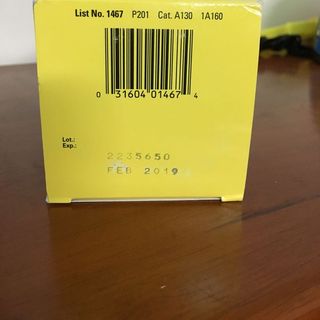 List No. 1467 P201 Cat. A130 1A160
0 31604 01467 4
Lot:
Exp.:
2235650
FEB 2019